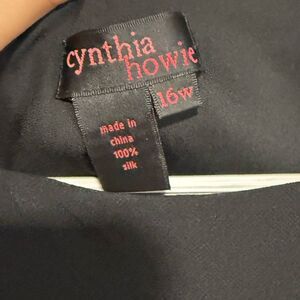 cynthia
howie
16w
made in
china
100%
silk